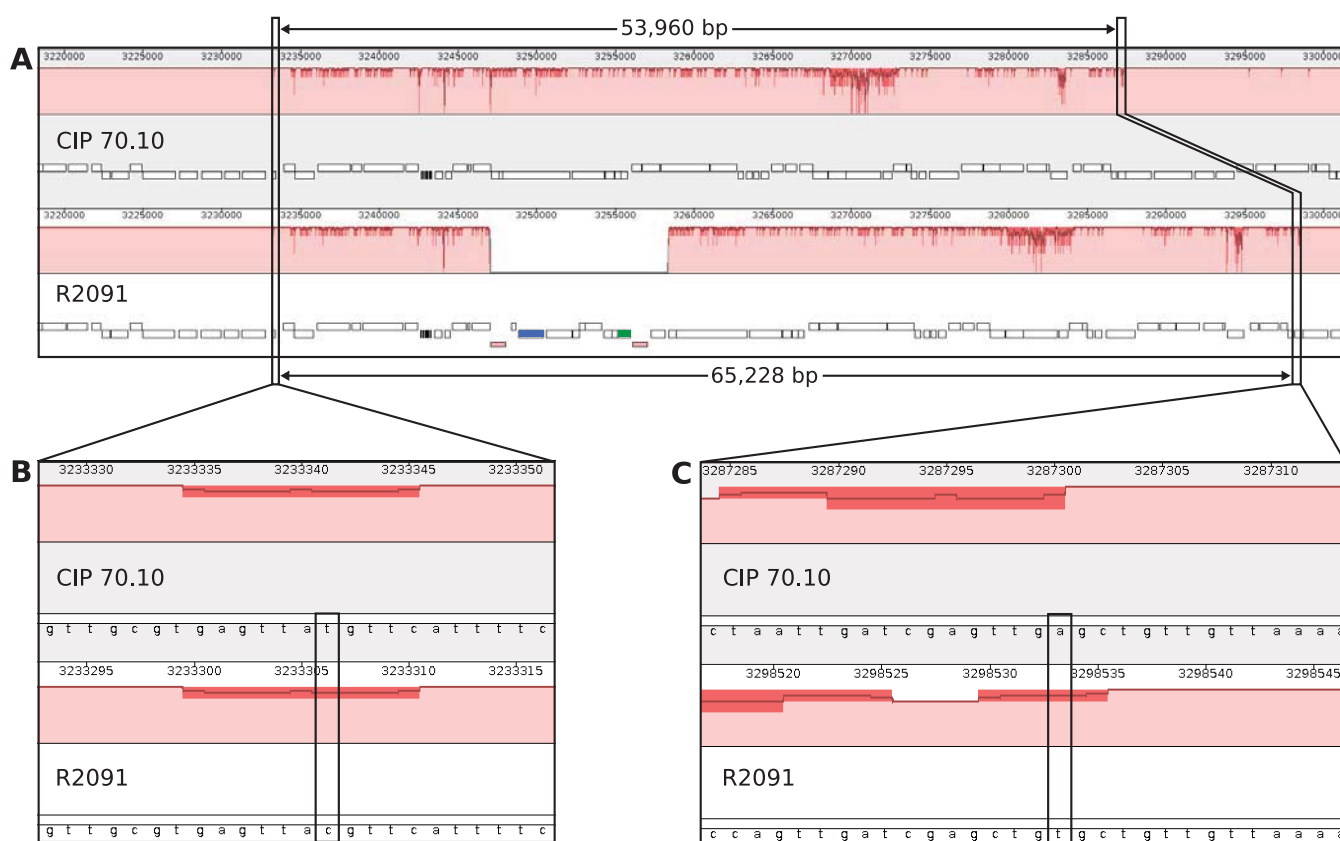 53,960 bp
A
3220000 3225000 3230000 3235000 3240000 3245000 3250000 3255000 3260000 3265000 3270000 3275000 3280000 3285000 3290000 3295000
CIP 70.10
3220000 3225000 3230000 3235000 3240000 3245000 3250000 3255000 3260000 3265000 3270000 3275000 3280000 3285000 3290000 3295000
R2091
65,228 bp
B
3233330 3233335 3233340 3233345 3233350
CIP 70.10
g t t g c g t g a g t t a t g t t c a t t t t c
3233295 3233300 3233305 3233310 3233315
R2091
g t t g c g t g a g t t a c g t t c a t t t t c
C
3287285 3287290 3287295 3287300 3287305 3287310
CIP 70.10
c t a a t t g a t c g a g t t g a g c t g t t g t t a a a a
3298520 3298525 3298530 3298535 3298540 3298545
R2091
c c a g t t g a t c g a g c t g t g c t g t t g t t a a a a